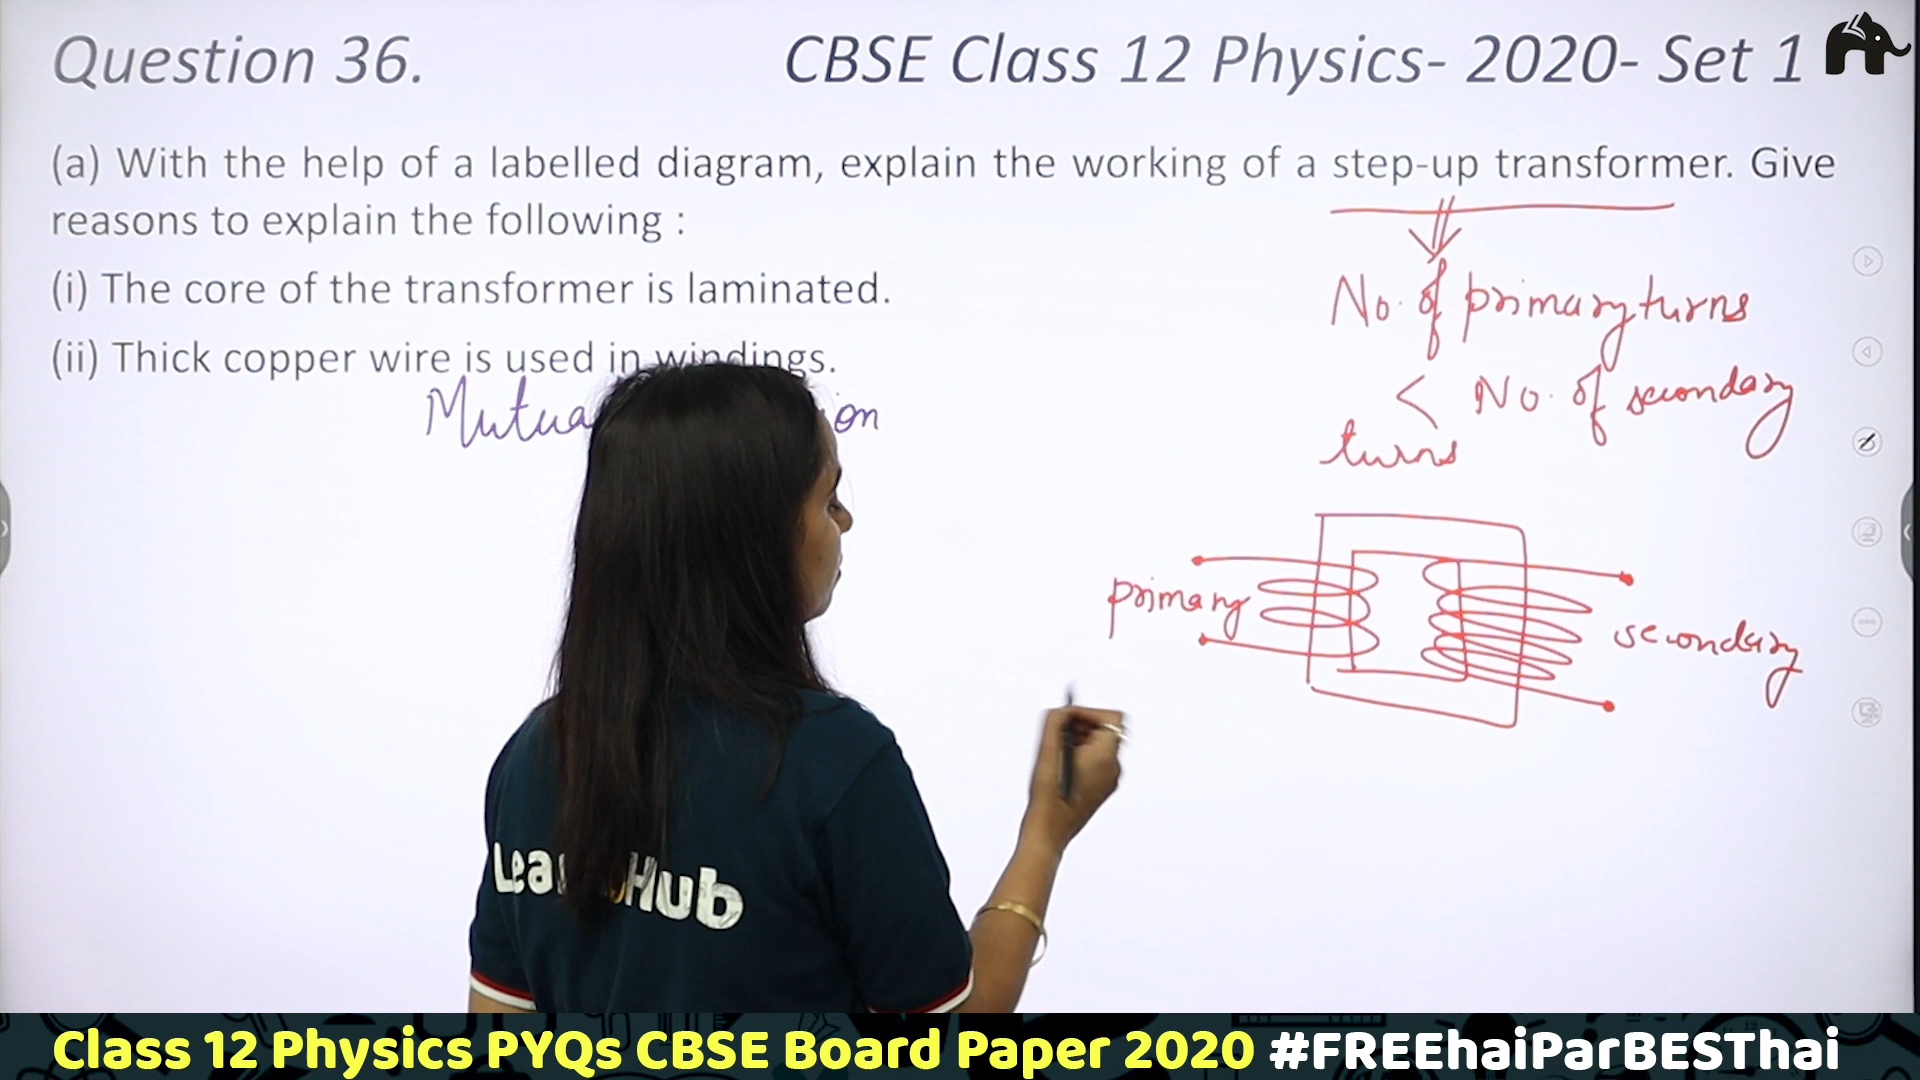 Question 36.
CBSE Class 12 Physics- 2020- Set 1
(a) With the help of a labelled diagram, explain the working of a step-up transformer. Give
reasons to explain the following :
(i) The core of the transformer is laminated.
(ii) Thick copper wire is used in windings.
No. of primary turns
< No. of secondary
turns
primary
secondary
Hub
Class 12 Physics PYQs CBSE Board Paper 2020 #FREEhaiParBESThai